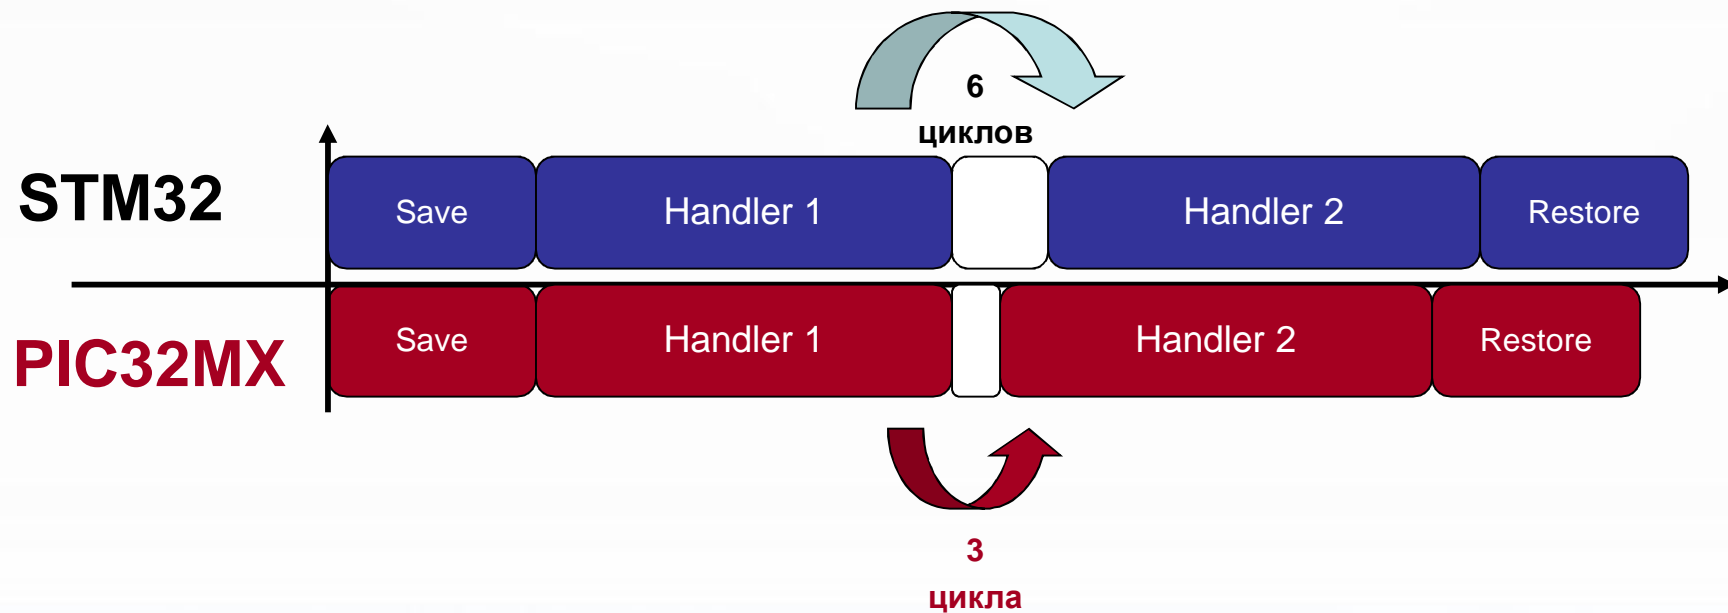 6
циклов
STM32
Save
Handler 1
Handler 2
Restore
PIC32MX
Save
Handler 1
Handler 2
Restore
3
цикла